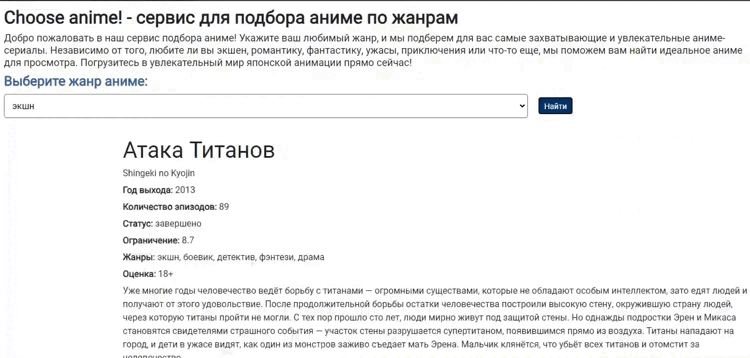 Choose anime! - сервис для подбора аниме по жанрам
Добро пожаловать в наш сервис подбора аниме! Укажите ваш любимый жанр, и мы подберем для вас самые захватывающие и увлекательные аниме-
сериалы. Независимо от того, любите ли вы экшен, романтику, фантастику, ужасы, приключения или что-то еще, мы поможем вам найти идеальное аниме
для просмотра. Погрузитесь в увлекательный мир японской анимации прямо сейчас!
Выберите жанр аниме:
экшн
Найти
Атака Титанов
Shingeki no Kyojin
Год выхода: 2013
Количество эпизодов: 89
Статус: завершено
Ограничение: 8.7
Жанры: экшн, боевик, детектив, фэнтези, драма
Оценка: 18+
Уже многие годы человечество ведёт борьбу с титанами — огромными существами, которые не обладают особым интеллектом, зато едят людей и
получают от этого удовольствие. После продолжительной борьбы остатки человечества построили высокую стену, окружившую страну людей,
через которую титаны пройти не могли. С тех пор прошло сто лет, люди мирно живут под защитой стены. Но однажды подростки Эрен и Микаса
становятся свидетелями страшного события — участок стены разрушается супертитаном, появившимся прямо из воздуха. Титаны нападают на
город, и дети в ужасе видят, как один из монстров заживо съедает мать Эрена. Мальчик клянётся, что убьёт всех титанов и отомстит за
человечество.